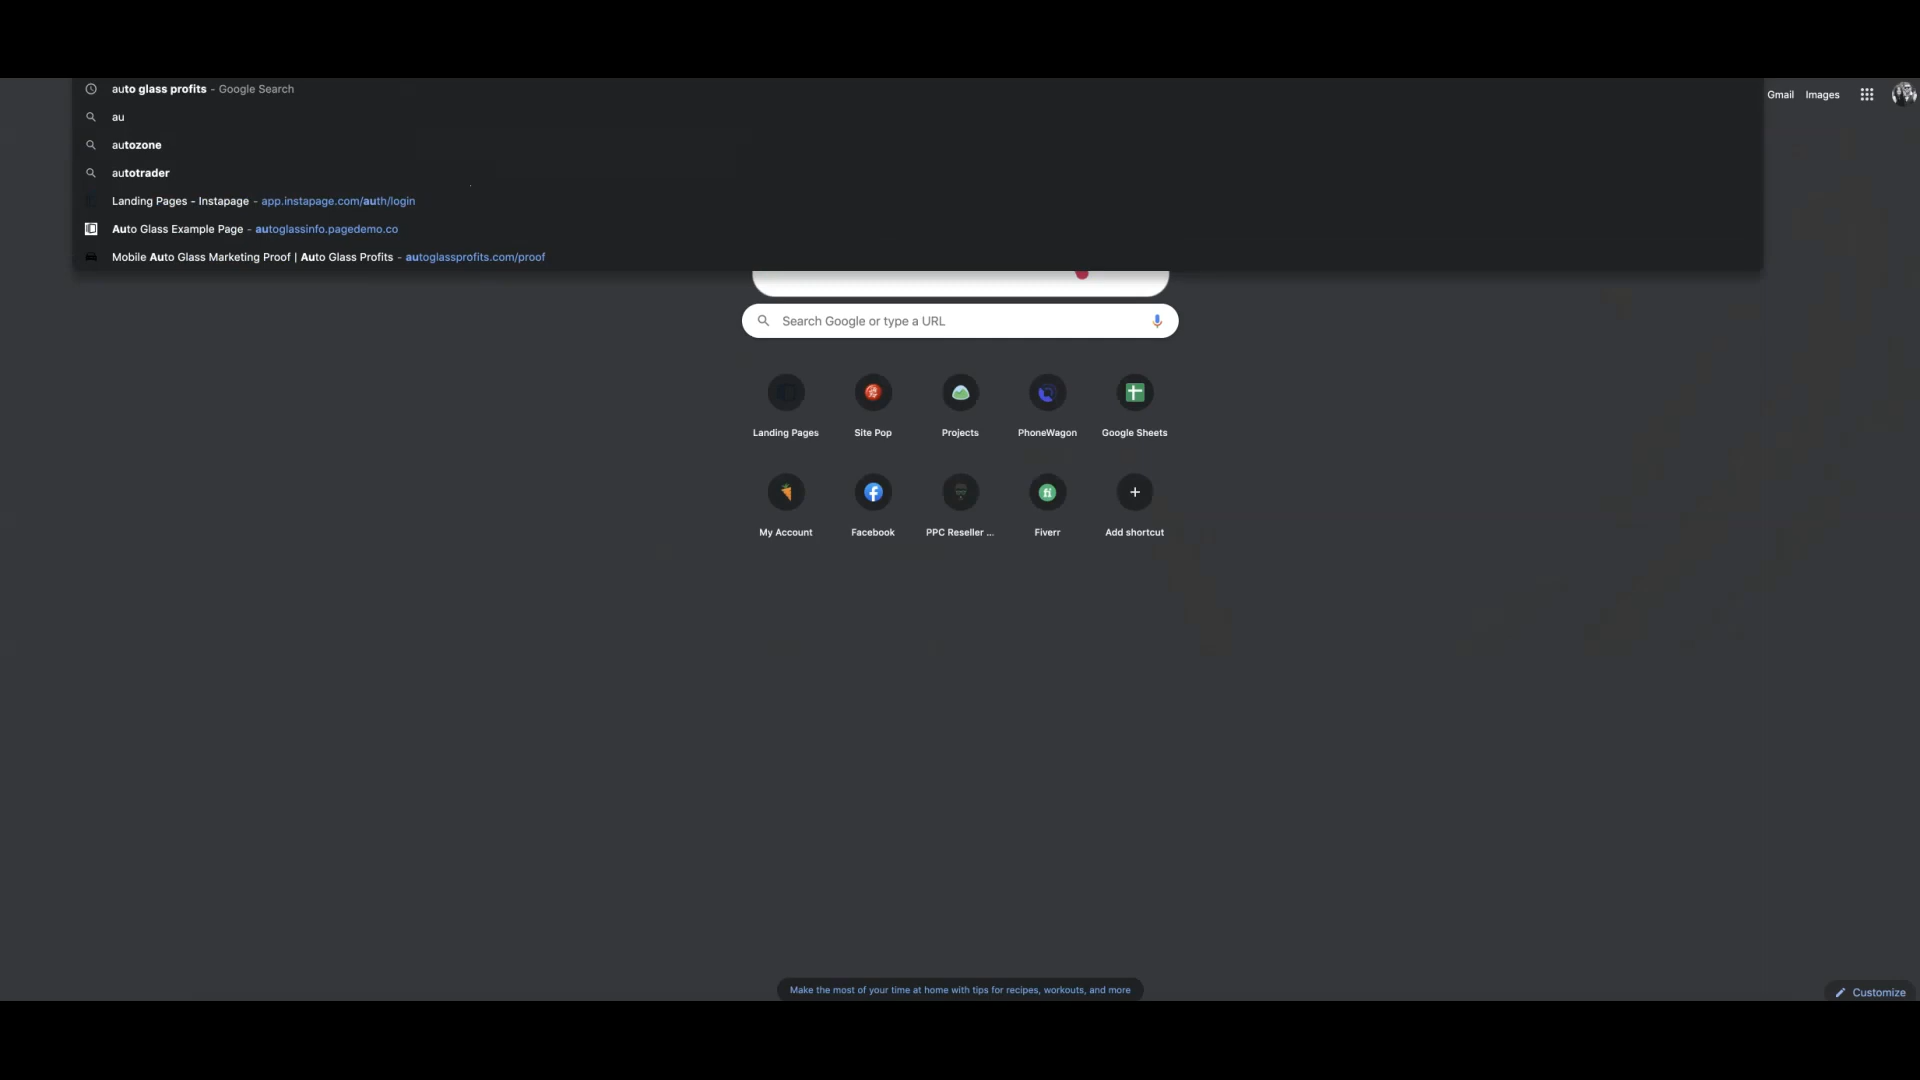 auto glass profits - Google Search
Gmail Images
au
autozone
autotrader
Landing Pages - Instapage - app.instapage.com/auth/login
Auto Glass Example Page - autoglassinfo.pagedemo.co
Mobile Auto Glass Marketing Proof | Auto Glass Profits - autoglassprofits.com/proof
Search Google or type a URL
Landing Pages Site Pop Projects PhoneWagon Google Sheets
My Account Facebook PPC Reseller ... Fiverr Add shortcut
Make the most of your time at home with tips for recipes, workouts, and more
Customize